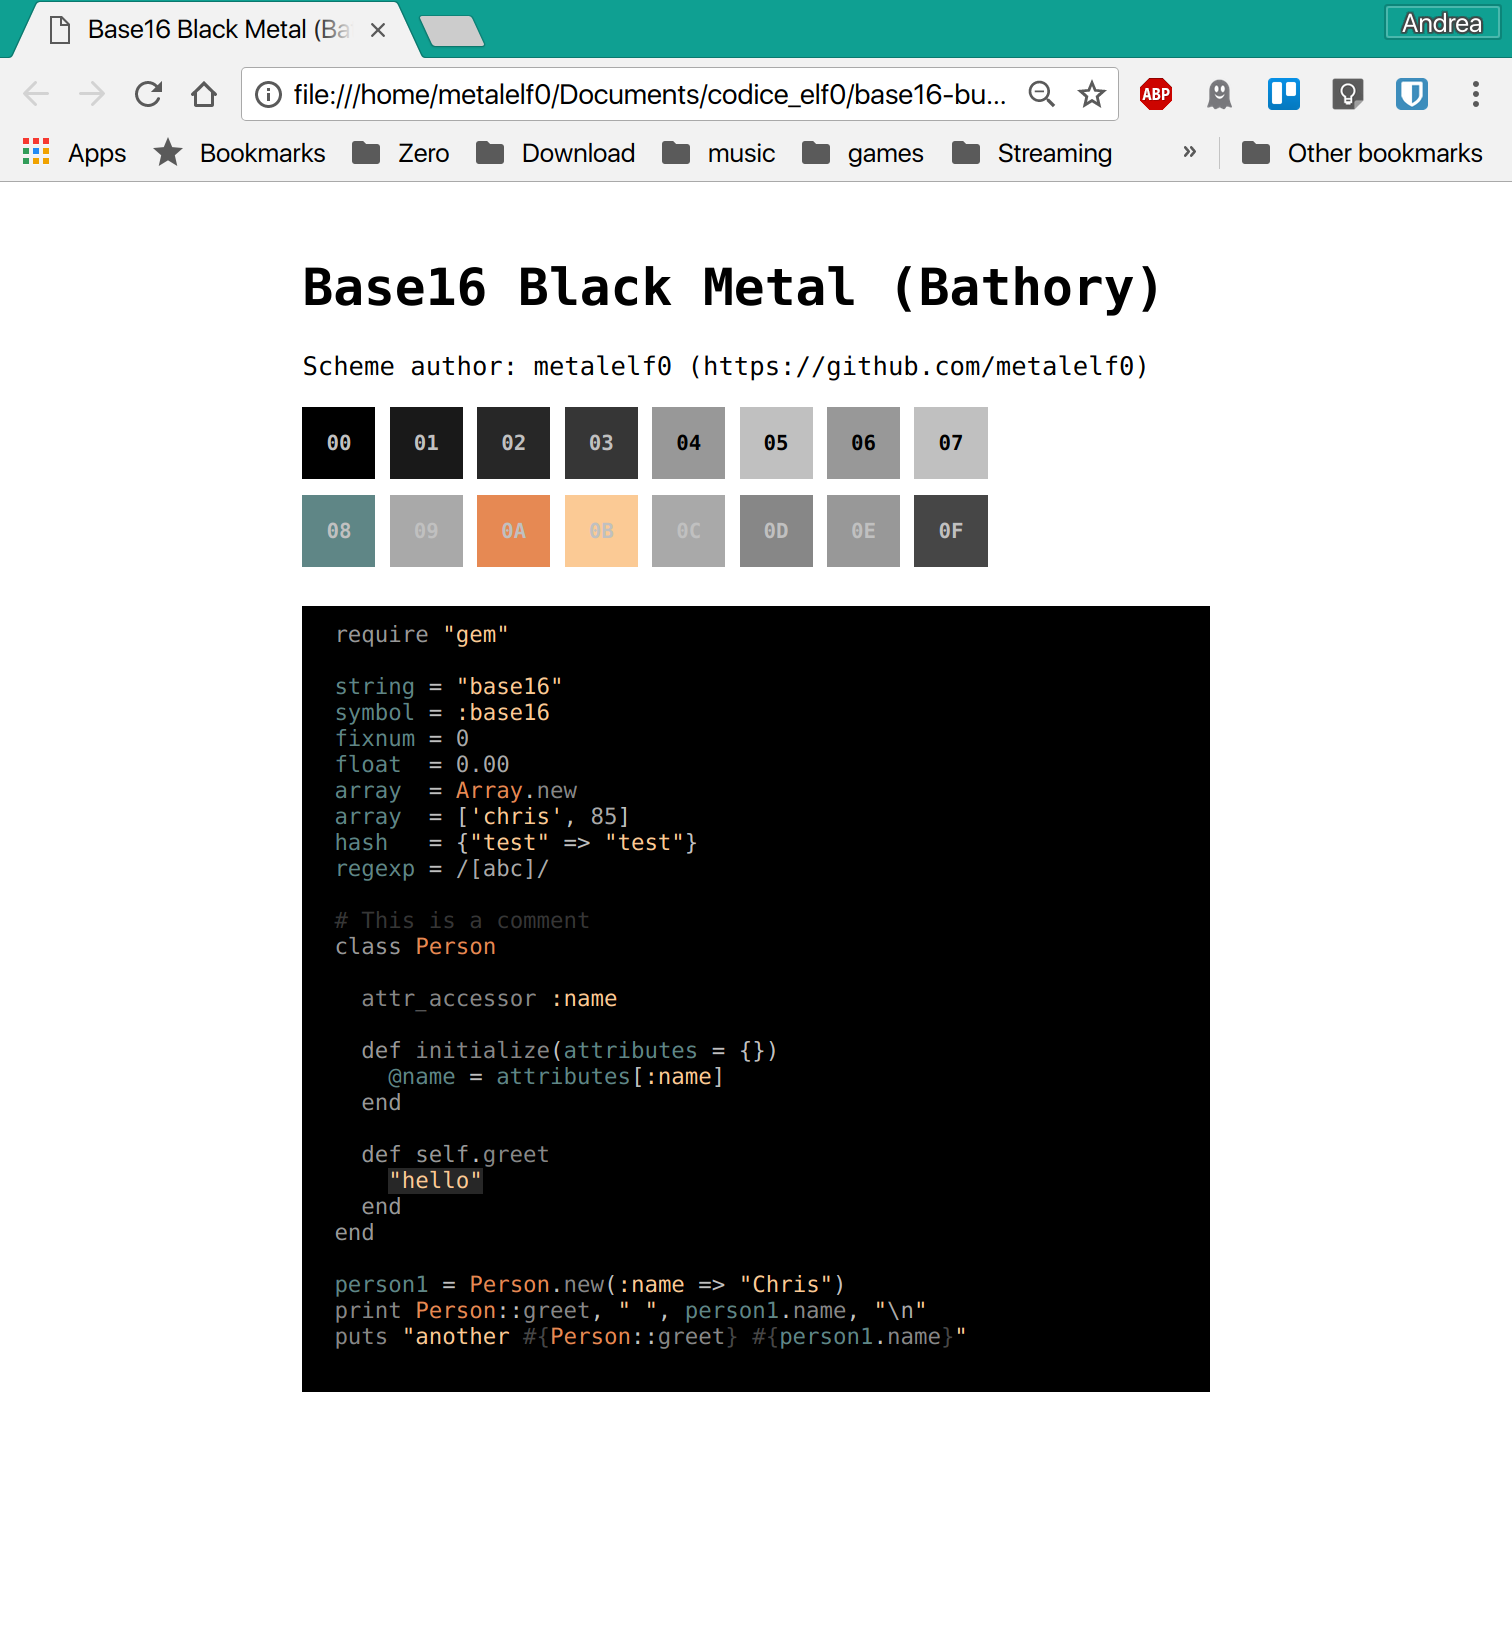 Base16 Black Metal (Ba
Andrea
file:///home/metalelf0/Documents/codice_elf0/base16-bu...
ABP
Apps Bookmarks Zero Download music games Streaming » Other bookmarks
Base16 Black Metal (Bathory)
Scheme author: metalelf0 (https://github.com/metalelf0)
00 01 02 03 04 05 06 07
08 09 0A 0B 0C 0D 0E 0F
require "gem"
string = "base16"
symbol = :base16
fixnum = 0
float  = 0.00
array  = Array.new
array  = ['chris', 85]
hash   = {"test" => "test"}
regexp = /[abc]/
# This is a comment
class Person
  attr_accessor :name
  def initialize(attributes = {})
    @name = attributes[:name]
  end
  def self.greet
    "hello"
  end
end
person1 = Person.new(:name => "Chris")
print Person::greet, " ", person1.name, "\n"
puts "another #{Person::greet} #{person1.name}"